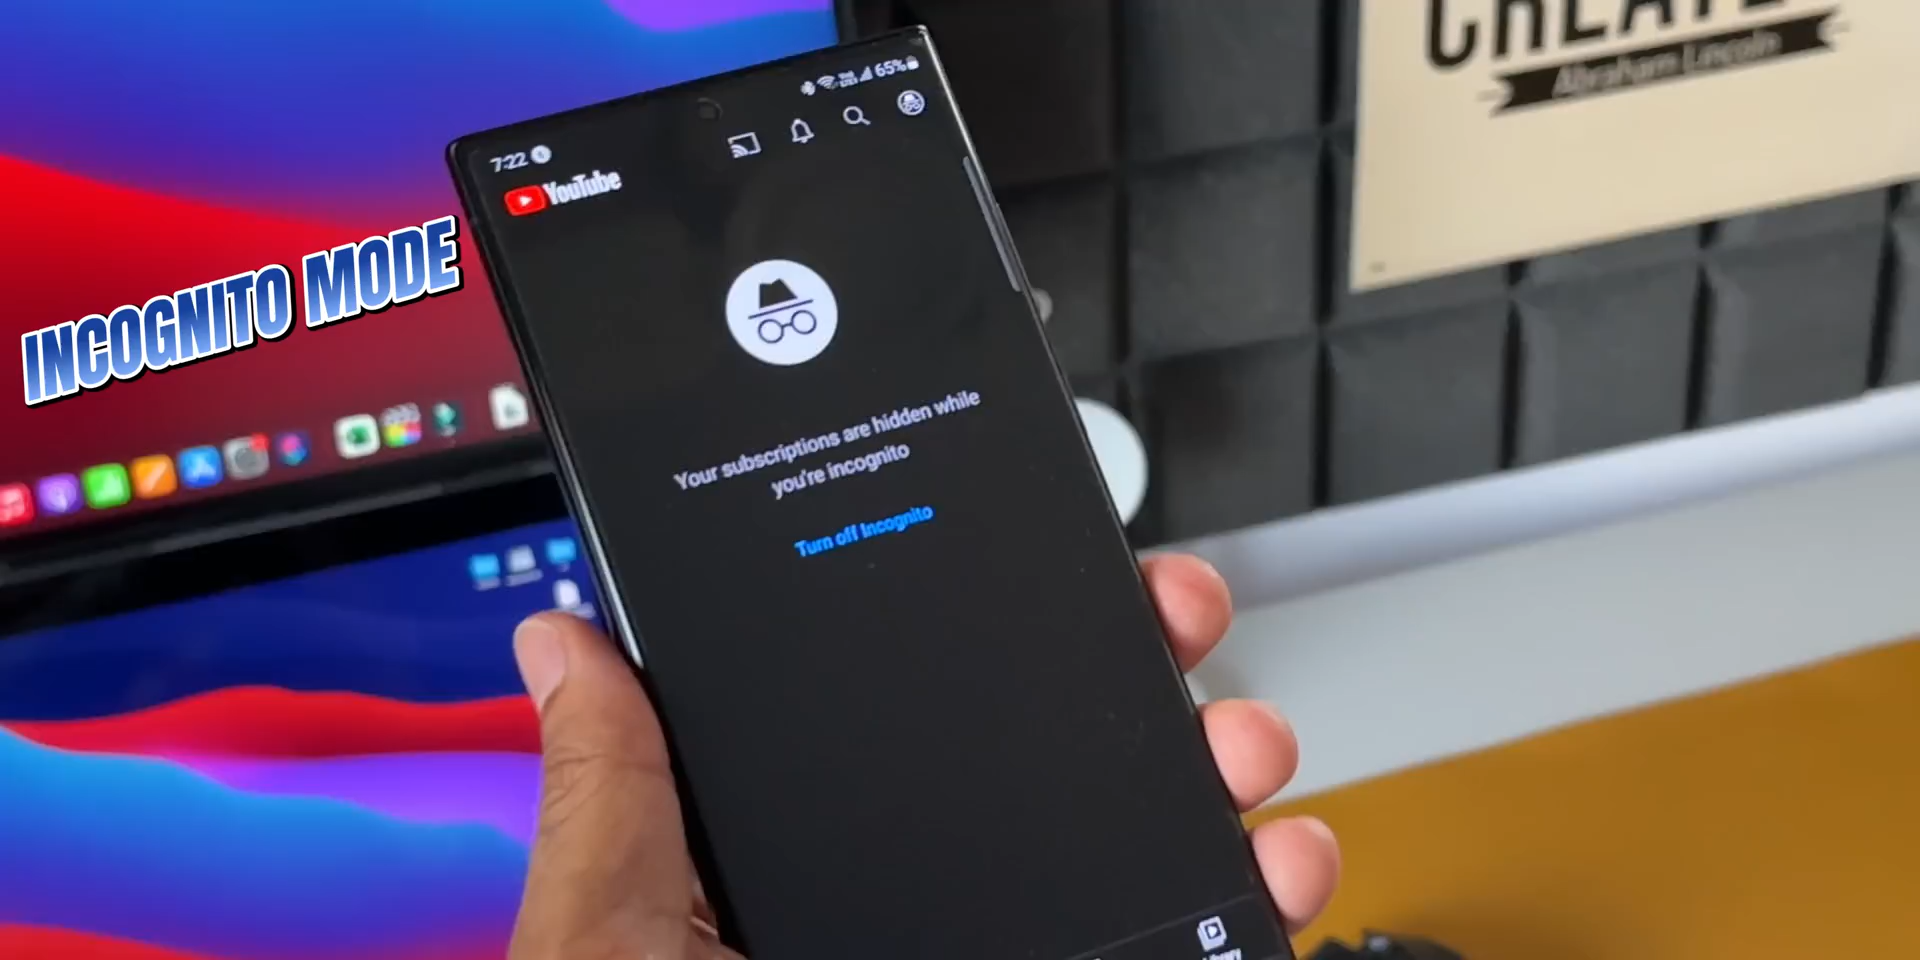 CREATE
Abraham Lincoln
65%
7:22
YouTube
INCOGNITO MODE
Your subscriptions are hidden while
you're incognito
Turn off Incognito
Library